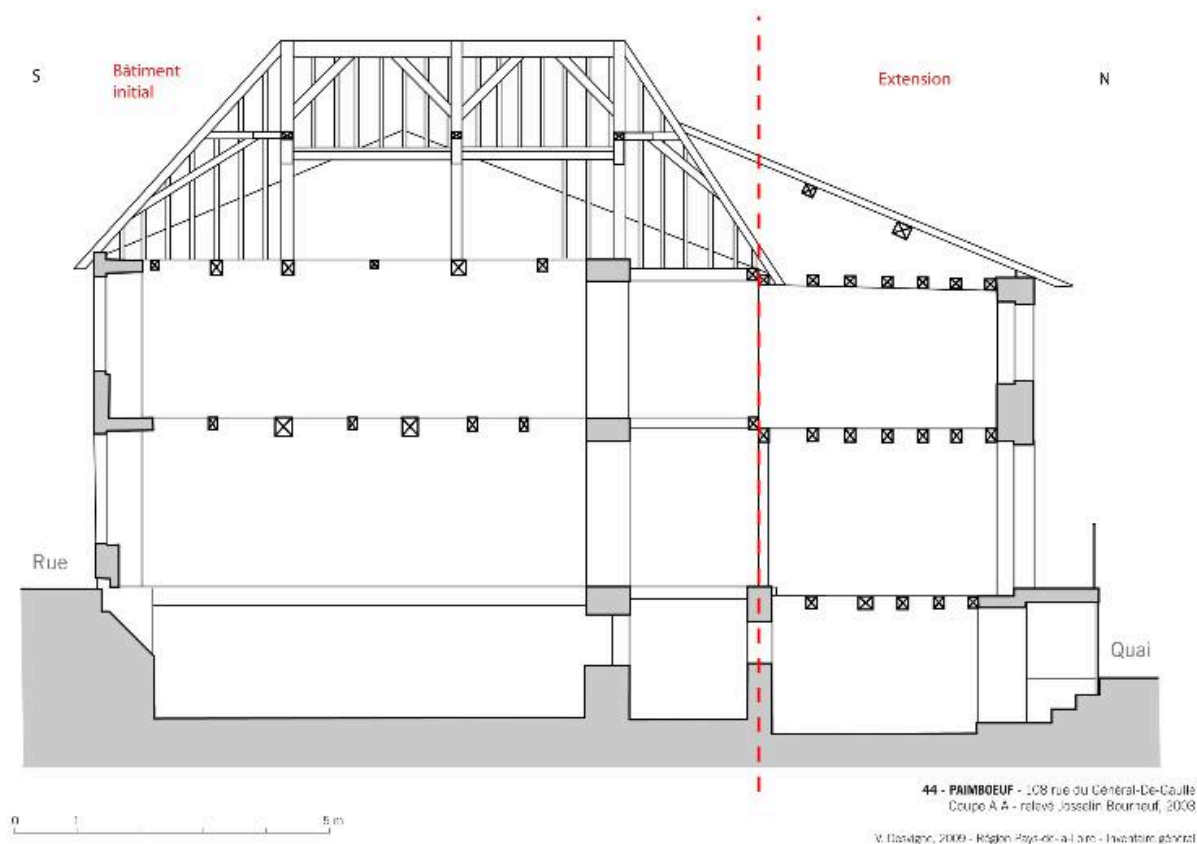 S
Bâtiment
initial
Extension
N
Rue
Quai
44 - PAIMBOEUF - 108 rue du Général-De-Gaulle
Coupe A A - relevé Josselin Bourneuf, 2008
0 1 5 m
V. Desvigne, 2009 - Région Pays-de-la-Loire - Inventaire général